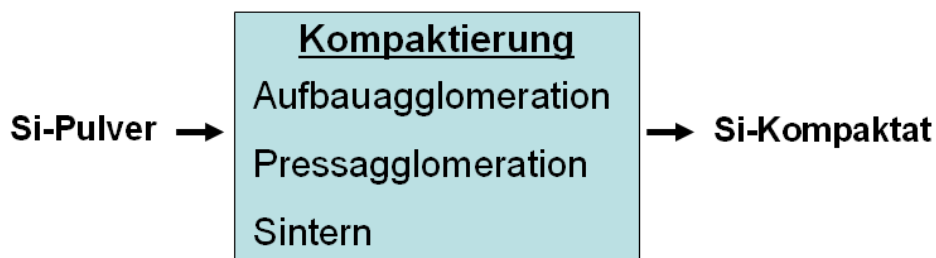 Kompaktierung
Aufbauagglomeration
Si-Pulver
Si-Kompaktat
Pressagglomeration
Sintern